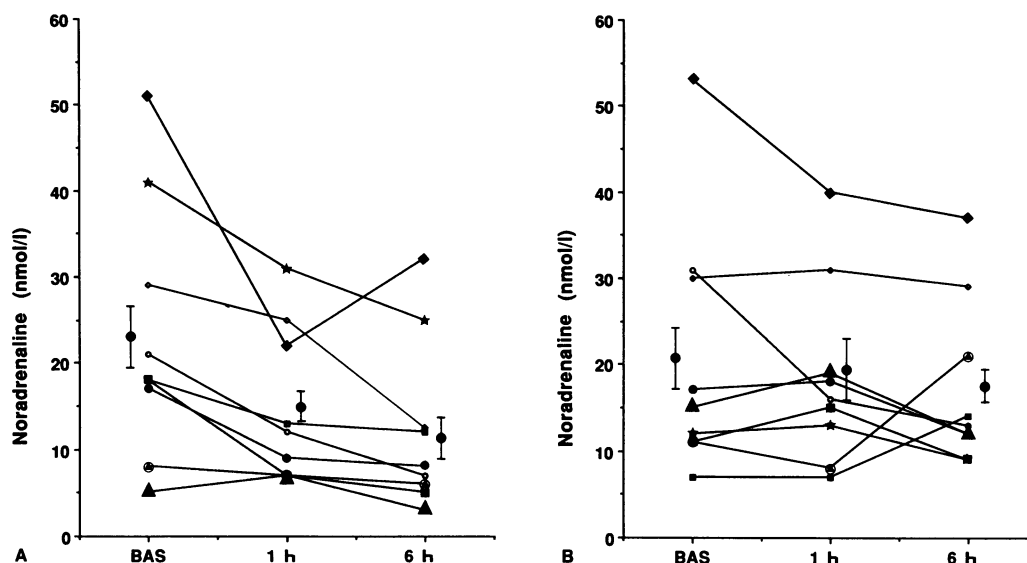 60
50
40
30
20
10
0
Noradrenaline (nmol/l)
A
BAS
1 h
6 h
60
50
40
30
20
10
0
Noradrenaline (nmol/l)
B
BAS
1 h
6 h